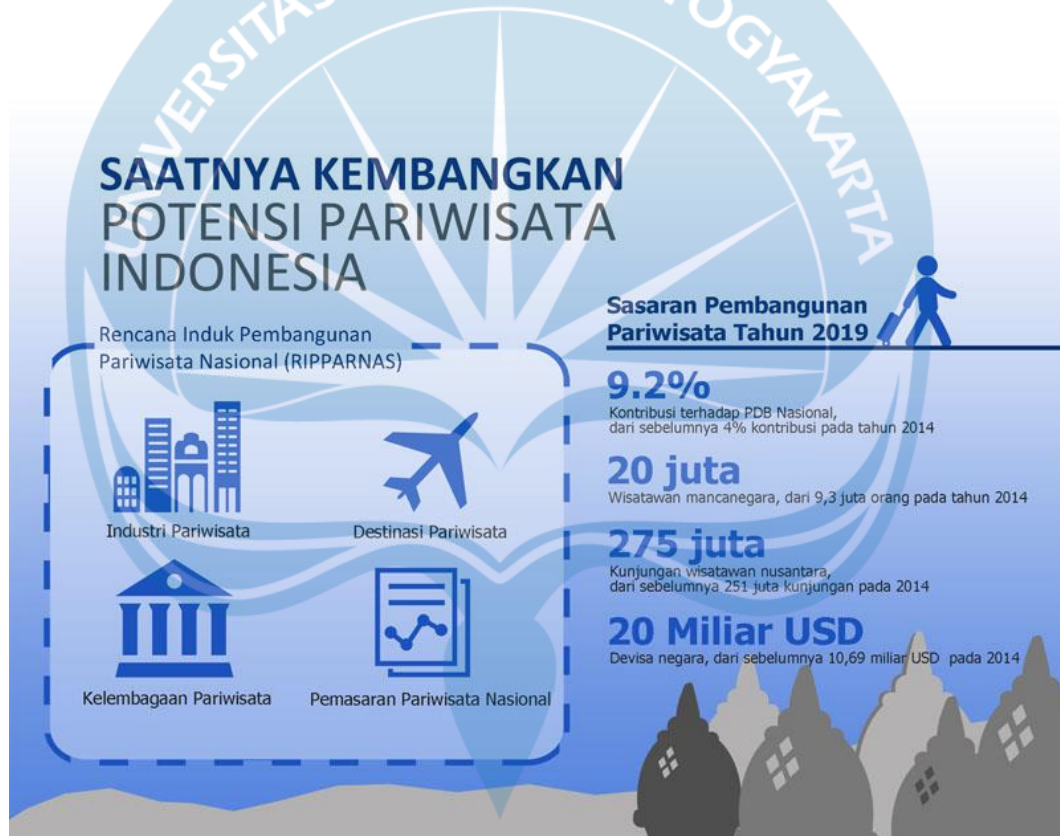 UNIVERSITAS
YOGYAKARTA
SAATNYA KEMBANGKAN
POTENSI PARIWISATA
INDONESIA
Rencana Induk Pembangunan
Pariwisata Nasional (RIPPARNAS)
Industri Pariwisata
Destinasi Pariwisata
Kelembagaan Pariwisata
Pemasaran Pariwisata Nasional
Sasaran Pembangunan
Pariwisata Tahun 2019
9.2%
Kontribusi terhadap PDB Nasional,
dari sebelumnya 4% kontribusi pada tahun 2014
20 juta
Wisatawan mancanegara, dari 9,3 juta orang pada tahun 2014
275 juta
Kunjungan wisatawan nusantara,
dari sebelumnya 251 juta kunjungan pada 2014
20 Miliar USD
Devisa negara, dari sebelumnya 10,69 miliar USD pada 2014